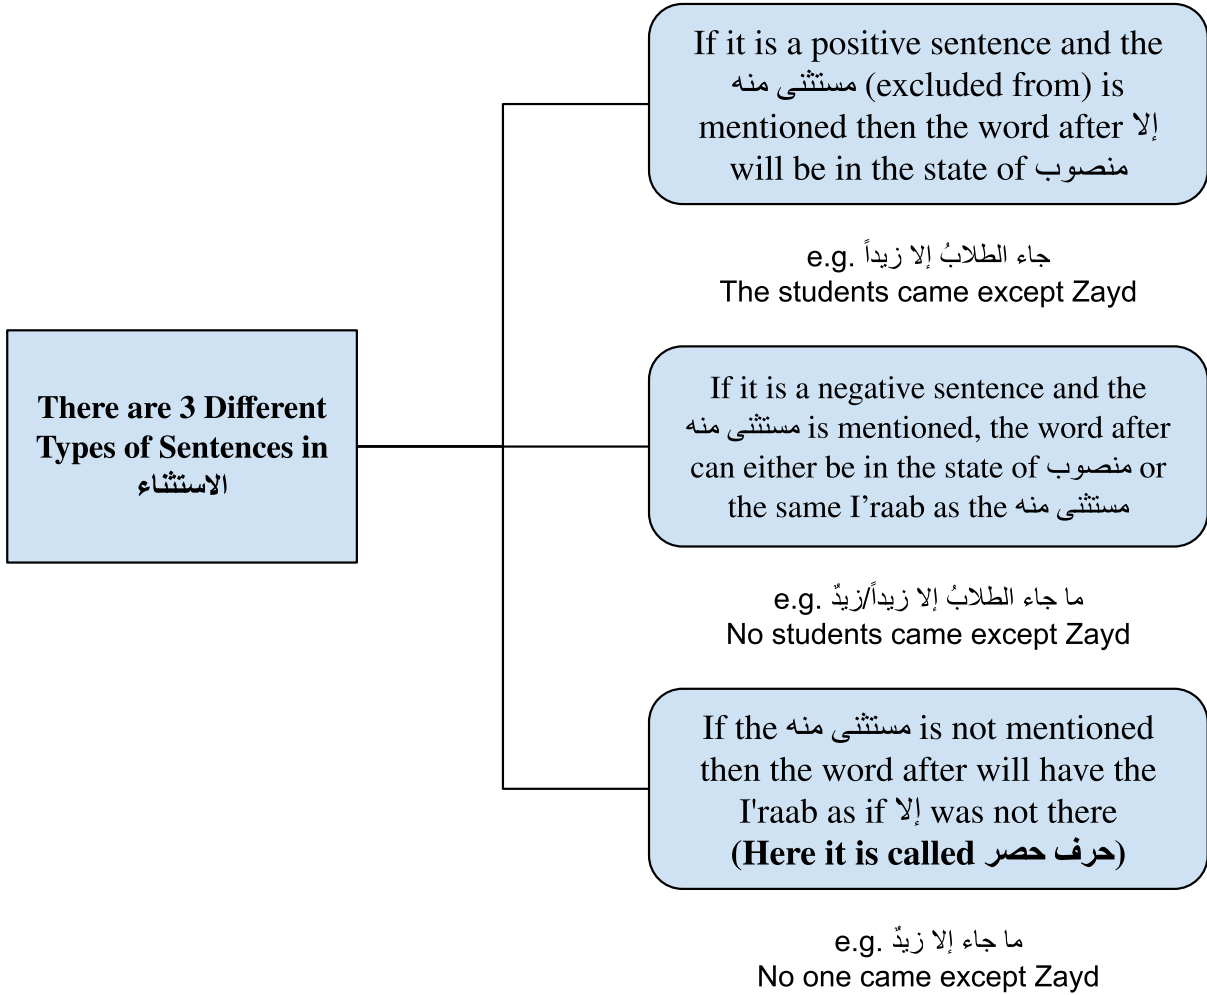 There are 3 Different
Types of Sentences in
الاستثناء
If it is a positive sentence and the
مستثنى منه (excluded from) is
mentioned then the word after إلا
will be in the state of منصوب
e.g. جاء الطلابُ إلا زيداً
The students came except Zayd
If it is a negative sentence and the
مستثنى منه is mentioned, the word after
can either be in the state of منصوب or
the same I’raab as the مستثنى منه
e.g. ما جاء الطلابُ إلا زيداً/زيدٌ
No students came except Zayd
If the مستثنى منه is not mentioned
then the word after will have the
I'raab as if إلا was not there
(Here it is called حرف حصر)
e.g. ما جاء إلا زيدٌ
No one came except Zayd